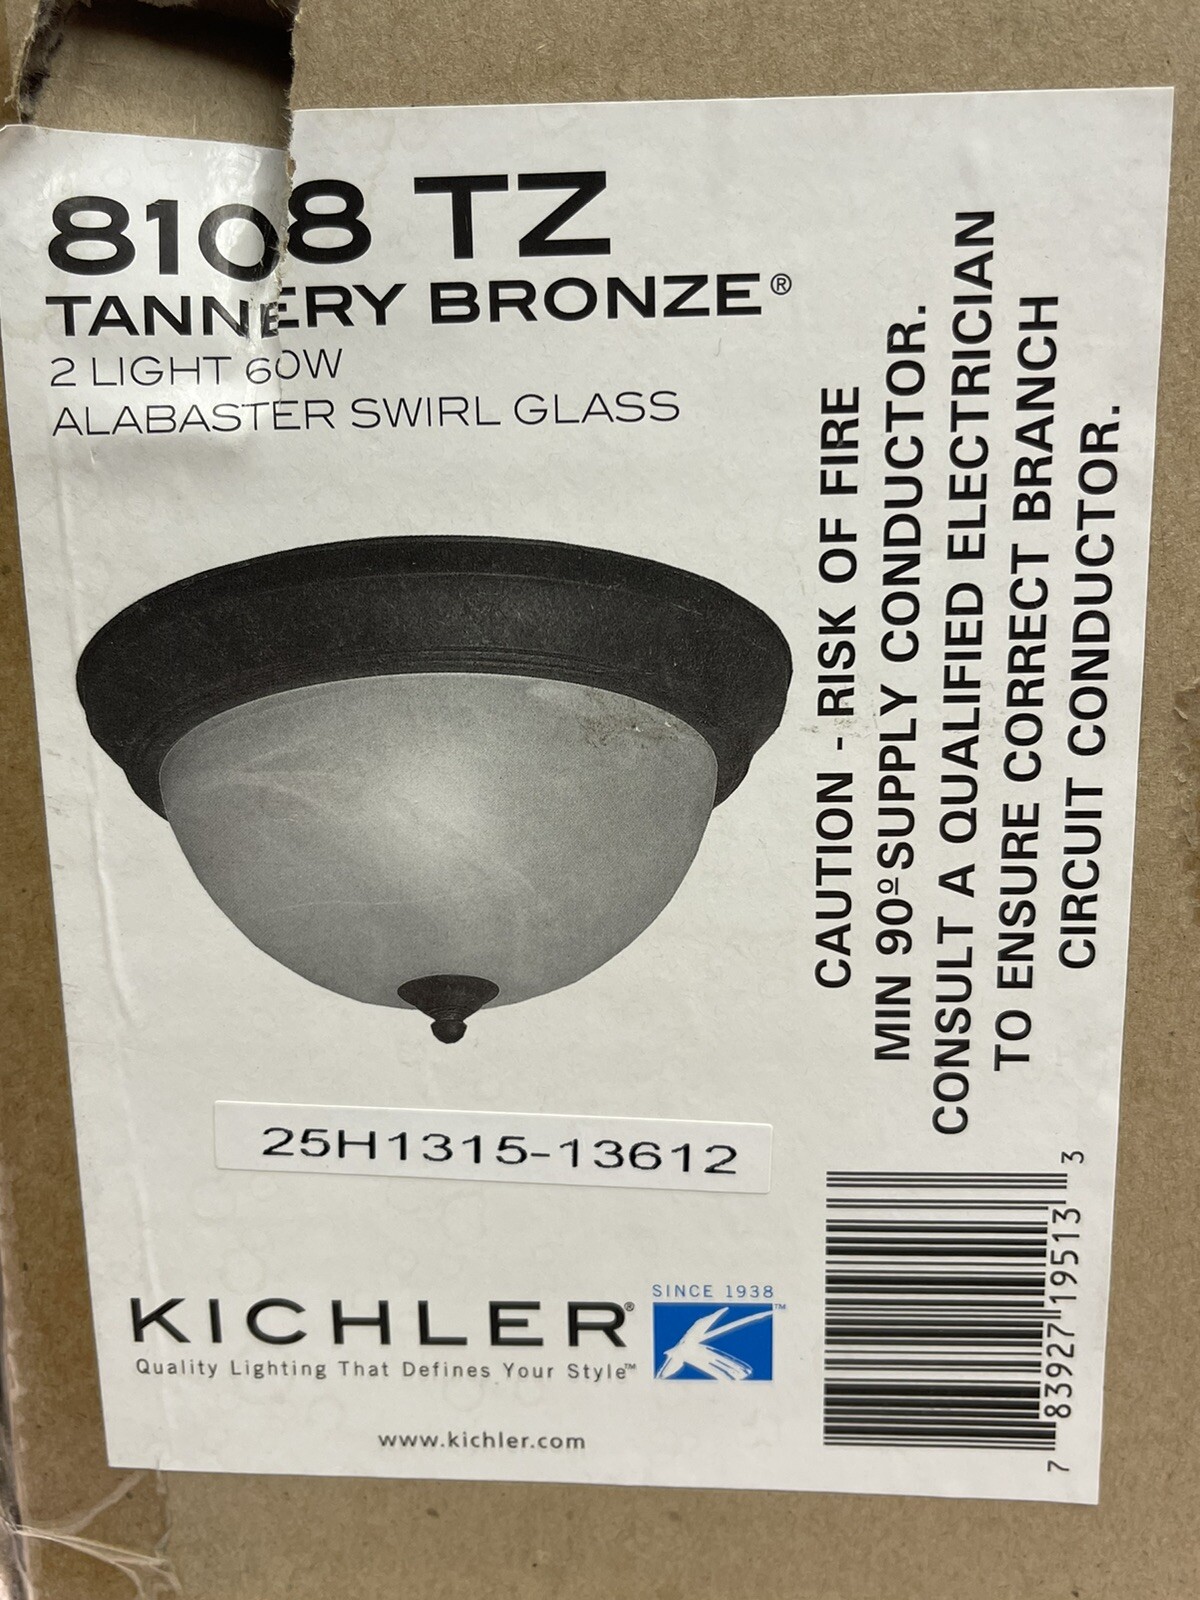 8108 TZ
TANNERY BRONZE®
2 LIGHT 60W
ALABASTER SWIRL GLASS
CAUTION - RISK OF FIRE
MIN 90º SUPPLY CONDUCTOR.
CONSULT A QUALIFIED ELECTRICIAN
TO ENSURE CORRECT BRANCH
CIRCUIT CONDUCTOR.
25H1315-13612
7 83927 19513 3
KICHLER®
SINCE 1938
™
Quality Lighting That Defines Your Style™
www.kichler.com